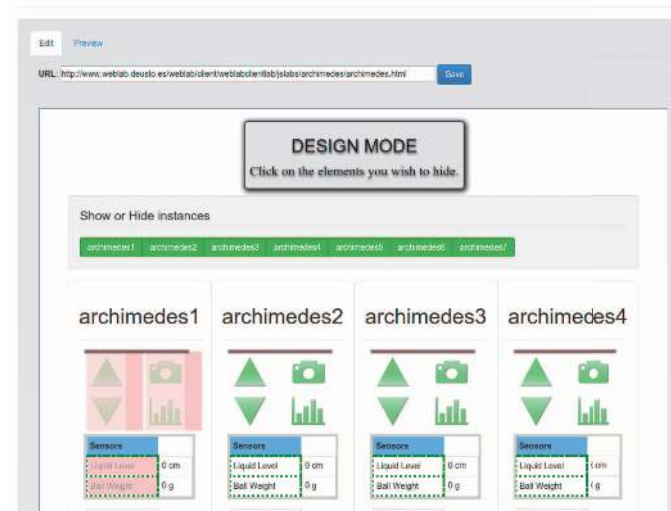 Edit Preview
URL: http://www.weblab.deusto.es/weblab/client/weblabclientlab/jslabs/archimedes/archimedes.html Save
DESIGN MODE
Click on the elements you wish to hide.
Show or Hide instances
archimedes1 archimedes2 archimedes3 archimedes4 archimedes5 archimedes6 archimedes7
archimedes1 archimedes2 archimedes3 archimedes4
Sensors Sensors Sensors Sensors
Liquid Level 0 cm Liquid Level 0 cm Liquid Level 0 cm Liquid Level cm
Ball Weight 0 g Ball Weight 0 g Ball Weight 0 g Ball Weight g